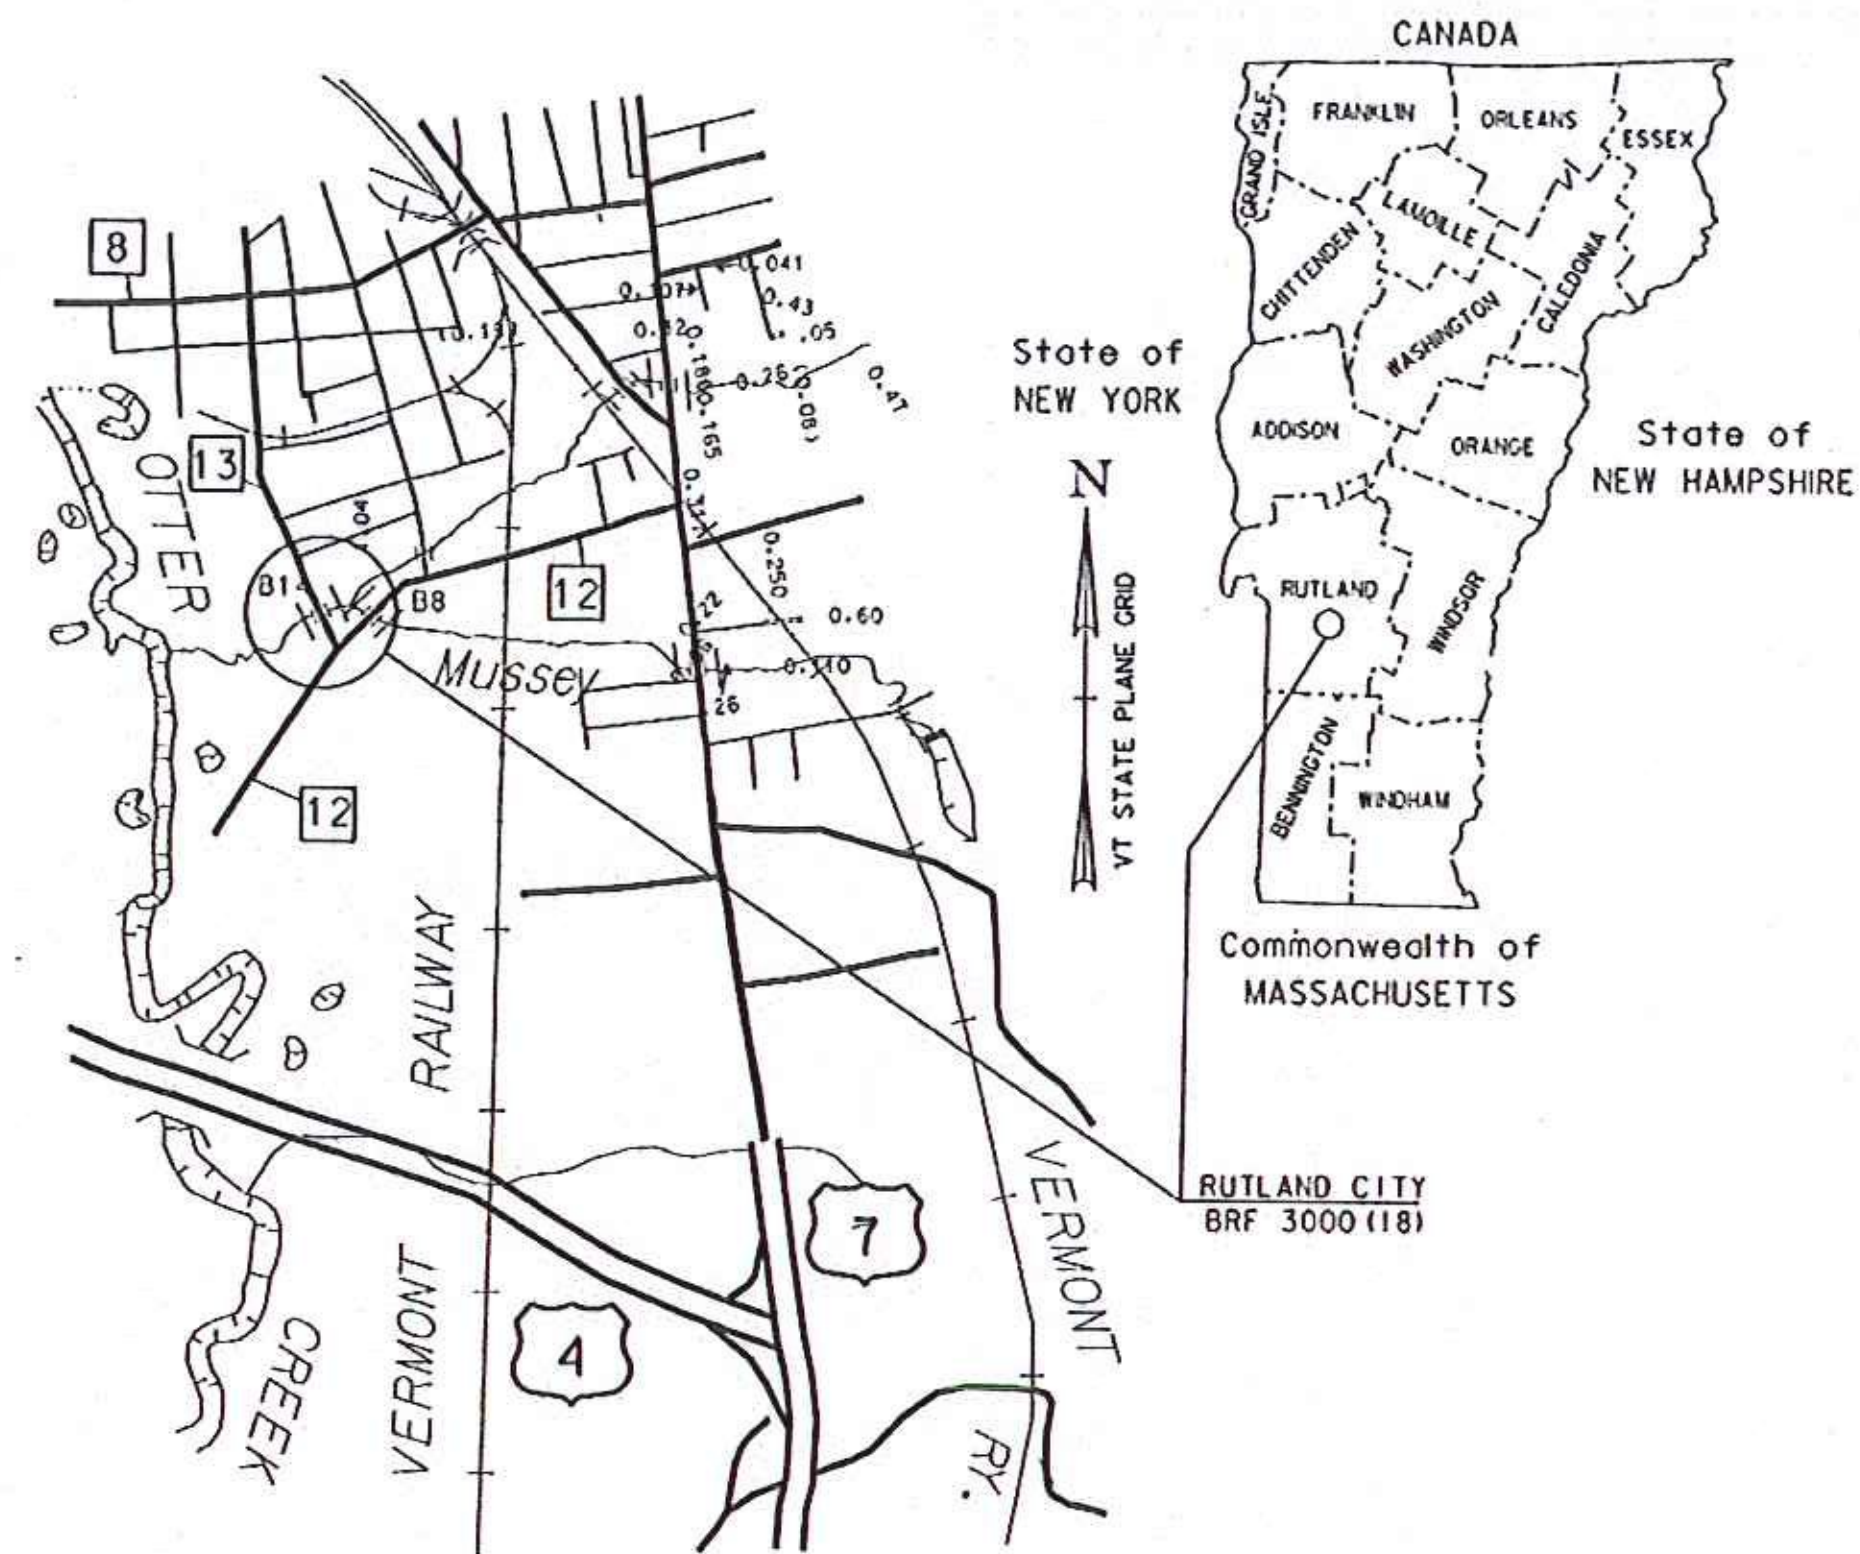 CANADA
FRANKLIN
ORLEANS
ESSEX
GRAND ISLE
LAMOILLE
CHITTENDEN
CALEDONIA
WASHINGTON
State of
NEW YORK
ADDISON
ORANGE
State of
NEW HAMPSHIRE
N
VT STATE PLANE GRID
RUTLAND
WINDSOR
BENNINGTON
WINDHAM
Commonwealth of
MASSACHUSETTS
RUTLAND CITY
BRF 3000(18)
8
13
OTTER
04
B8
12
Mussey
12
0.43
.05
0.47
0.165
0.250
0.60
26
RAILWAY
VERMONT
CREEK
4
7
VERMONT
RY.